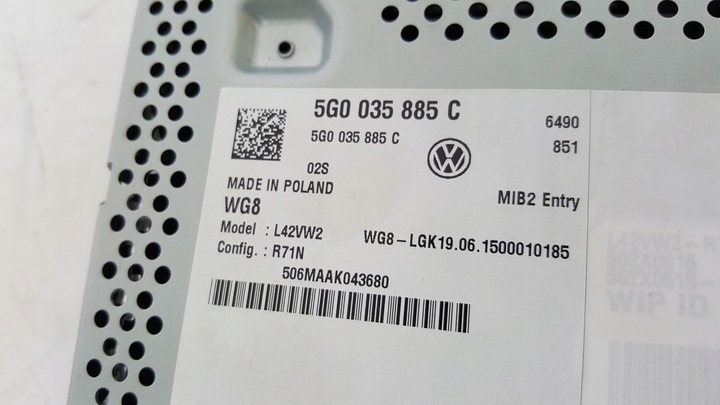 5G0 035 885 C
5G0 035 885 C
6490
851
02S
MADE IN POLAND
MIB2 Entry
WG8
Model : L42VW2
WG8-LGK19.06.1500010185
Config. : R71N
506MAAK043680
L42VW2-R
WIP ID